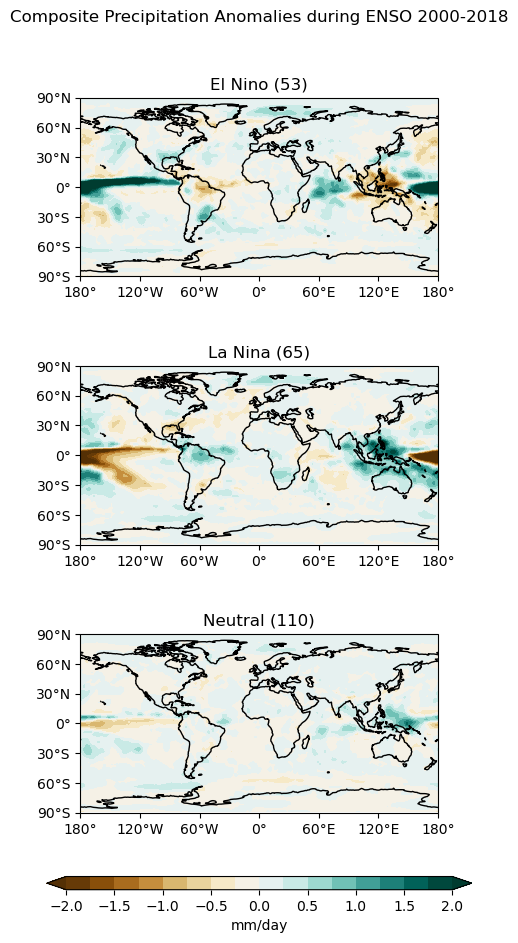 Composite Precipitation Anomalies during ENSO 2000-2018
El Nino (53)
90°N
60°N
30°N
0°
30°S
60°S
90°S
180° 120°W 60°W 0° 60°E 120°E 180°
La Nina (65)
90°N
60°N
30°N
0°
30°S
60°S
90°S
180° 120°W 60°W 0° 60°E 120°E 180°
Neutral (110)
90°N
60°N
30°N
0°
30°S
60°S
90°S
180° 120°W 60°W 0° 60°E 120°E 180°
−2.0 −1.5 −1.0 −0.5 0.0 0.5 1.0 1.5 2.0
mm/day